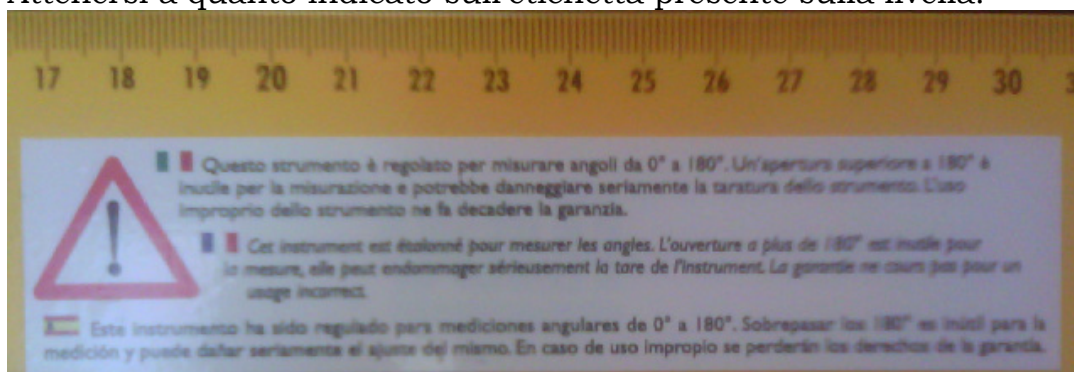 Attenersi a quanto indicato sull'etichetta presente sulla livella.
17 18 19 20 21 22 23 24 25 26 27 28 29 30
Questo strumento è regolato per misurare angoli da 0° a 180°. Un'apertura superiore a 180° è
inutile per la misurazione e potrebbe danneggiare seriamente la taratura dello strumento. L'uso
improprio dello strumento ne fa decadere la garanzia.
Cet instrument est étalonné pour mesurer les angles. L'ouverture a plus de 180° est inutile pour
la mesure, elle peut endommager sérieusement la tare de l'instrument. La garantie ne cours pas pour un
usage incorrect.
Este instrumento ha sido regulado para mediciones angulares de 0° a 180°. Sobrepasar los 180° es inútil para la
medición y puede dañar seriamente el ajuste del mismo. En caso de uso impropio se perderán los derechos de la garantía.